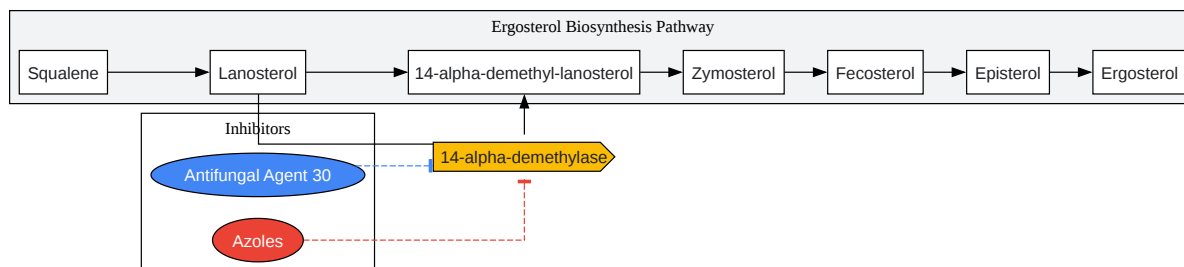 Ergosterol Biosynthesis Pathway
Squalene
Lanosterol
14-alpha-demethyl-lanosterol
Zymosterol
Fecosterol
Episterol
Ergosterol
Inhibitors
14-alpha-demethylase
Antifungal Agent 30
Azoles